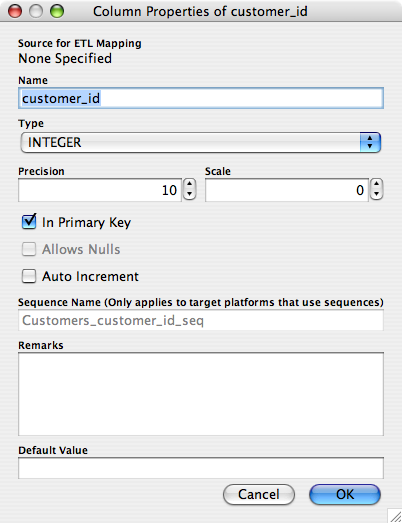 Column Properties of customer_id
Source for ETL Mapping
None Specified
Name
customer_id
Type
INTEGER
Precision Scale
10 0
In Primary Key
Allows Nulls
Auto Increment
Sequence Name (Only applies to target platforms that use sequences)
Customers_customer_id_seq
Remarks
Default Value
Cancel OK